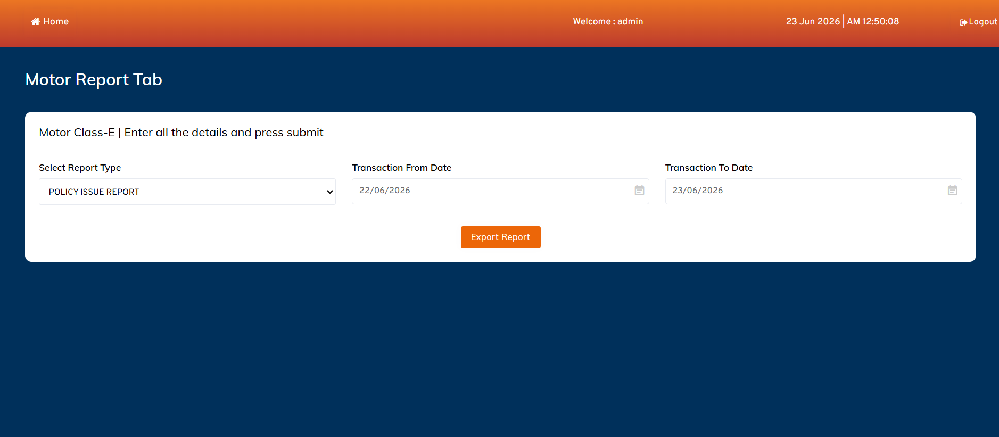 Home
Welcome : admin
23 Jun 2026 | AM 12:50:08
Logout
Motor Report Tab
Motor Class-E | Enter all the details and press submit
Select Report Type
Transaction From Date
Transaction To Date
POLICY ISSUE REPORT
22/06/2026
23/06/2026
Export Report